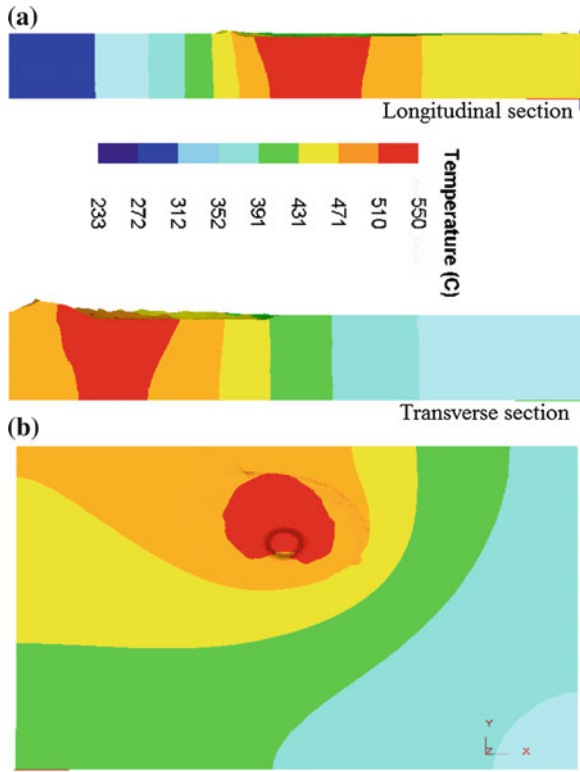 (a)
Longitudinal section
233 272 312 352 391 431 471 510 550
Temperature (C)
Transverse section
(b)
Y
Z X